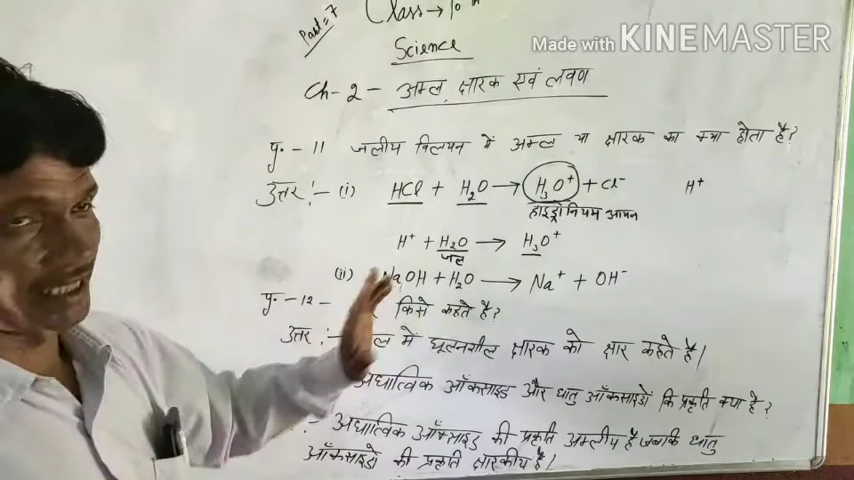 Part=7
Class → 10th
Science
Made with KINEMASTER
Ch-2 - अम्ल, क्षारक एवं लवण
पृ.-11 जलीय विलयन में अम्ल या क्षारक का क्या होता है?
उत्तर:- (i) HCl + H₂O → H₃O⁺ + Cl⁻ H⁺
हाइड्रोनियम आयन
H⁺ + H₂O → H₃O⁺
जल
(ii) NaOH + H₂O → Na⁺ + OH⁻
पृ.-12- किसे कहते है?
उत्तर:- में घूलनशील क्षारक को क्षार कहते है।
अधात्विक ऑक्साइड और धातु ऑक्साइडों कि प्रकृति क्या है?
:- अधात्विक ऑक्साइड की प्रकृति अम्लीय है जबकि धातु
ऑक्साइडो की प्रकृति क्षारकीय है।